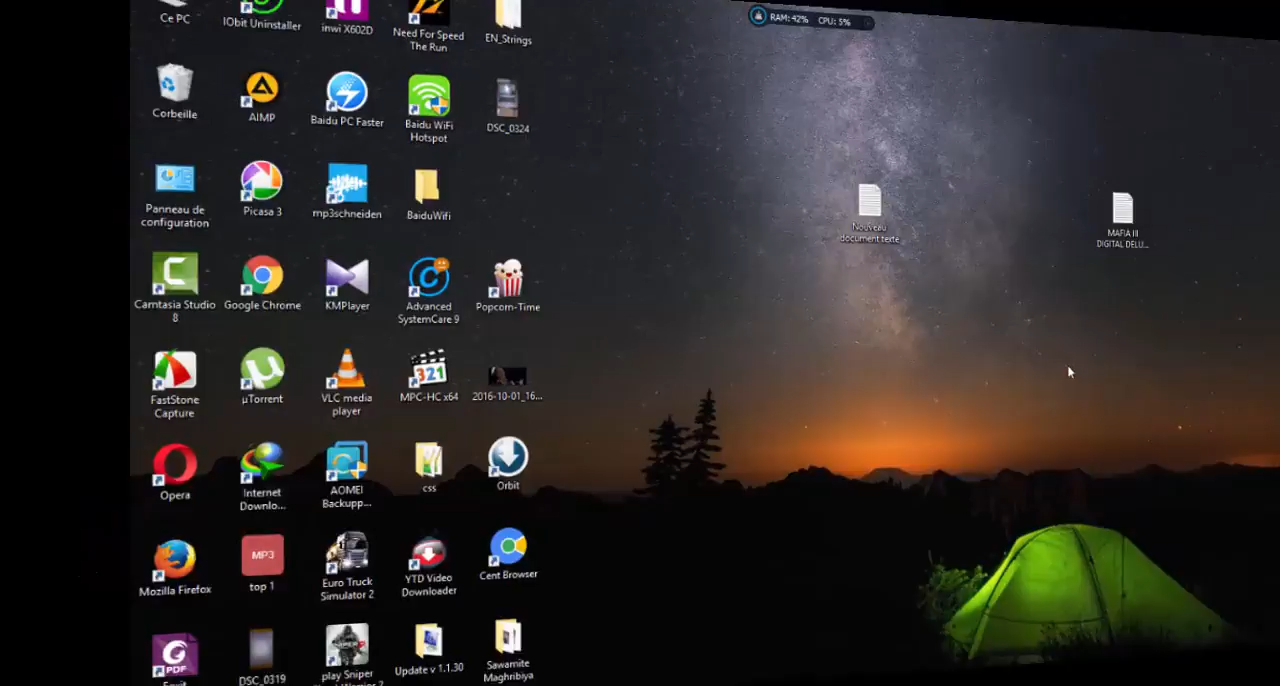 RAM: 42% CPU: 5%
Ce PC
IObit Uninstaller
inwi X602D
Need For Speed
The Run
EN_Strings
Corbeille
AIMP
Baidu PC Faster
Baidu WiFi
Hotspot
DSC_0324
Panneau de
configuration
Picasa 3
mp3schneiden
BaiduWifi
Nouveau
document texte
MAFIA III
DIGITAL DELU...
Camtasia Studio
8
Google Chrome
KMPlayer
Advanced
SystemCare 9
Popcorn-Time
FastStone
Capture
µTorrent
VLC media
player
321
MPC-HC x64
2016-10-01_16...
Opera
Internet
Downlo...
AOMEI
Backupp...
css
Orbit
Mozilla Firefox
MP3
top 1
Euro Truck
Simulator 2
YTD Video
Downloader
Cent Browser
PDF
DSC_0319
play Sniper
Update v 1.1.30
Sawamite
Maghribiya